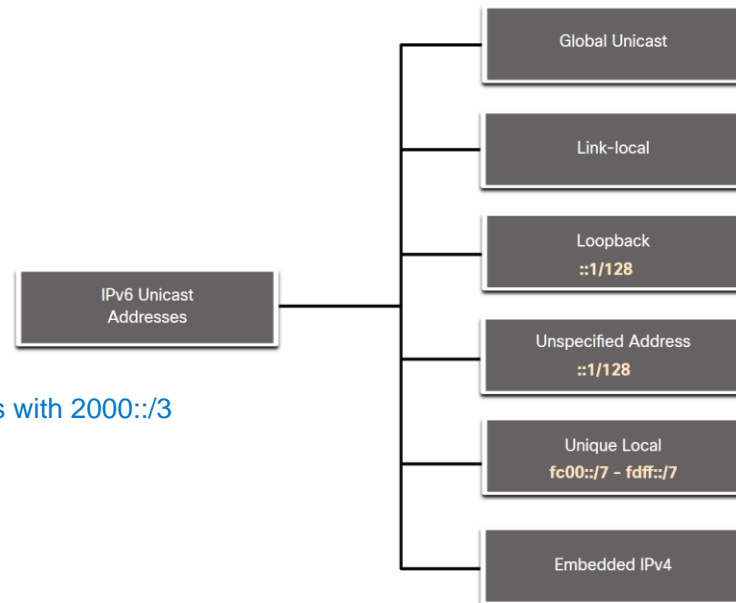 Global Unicast
Link-local
Loopback
::1/128
IPv6 Unicast
Addresses
Unspecified Address
::1/128
s with 2000::/3
Unique Local
fc00::/7 - fdff::/7
Embedded IPv4